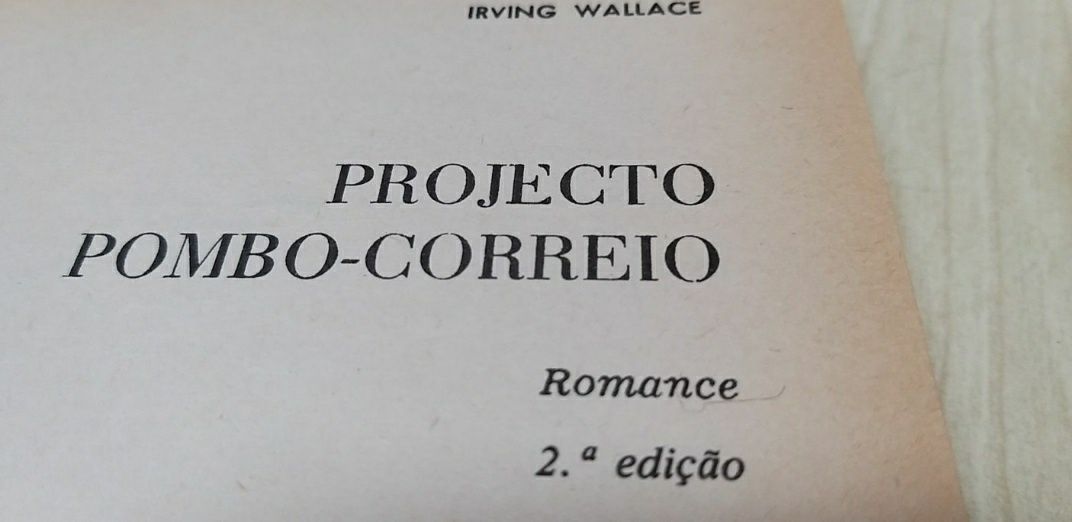 IRVING WALLACE
PROJECTO
POMBO-CORREIO
Romance
2.ª edição